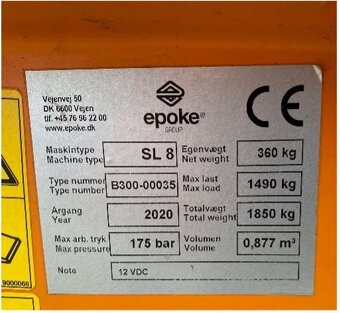 Vejenvej 50
DK 6600 Vejen
tlf. +45 76 96 22 00
www.epoke.dk
epoke®
GROUP
CE
Maskintype
Machine type
SL 8
Egenvægt
Net weight
360 kg
Type nummer
Type number
B300-00035
Max last
Max load
1490 kg
Argang
Year
2020
Totalvægt
Total weight
1850 kg
Max arb. tryk
Max pressure
175 bar
Volumen
Volume
0,877 m³
Note
12 VDC
9000068